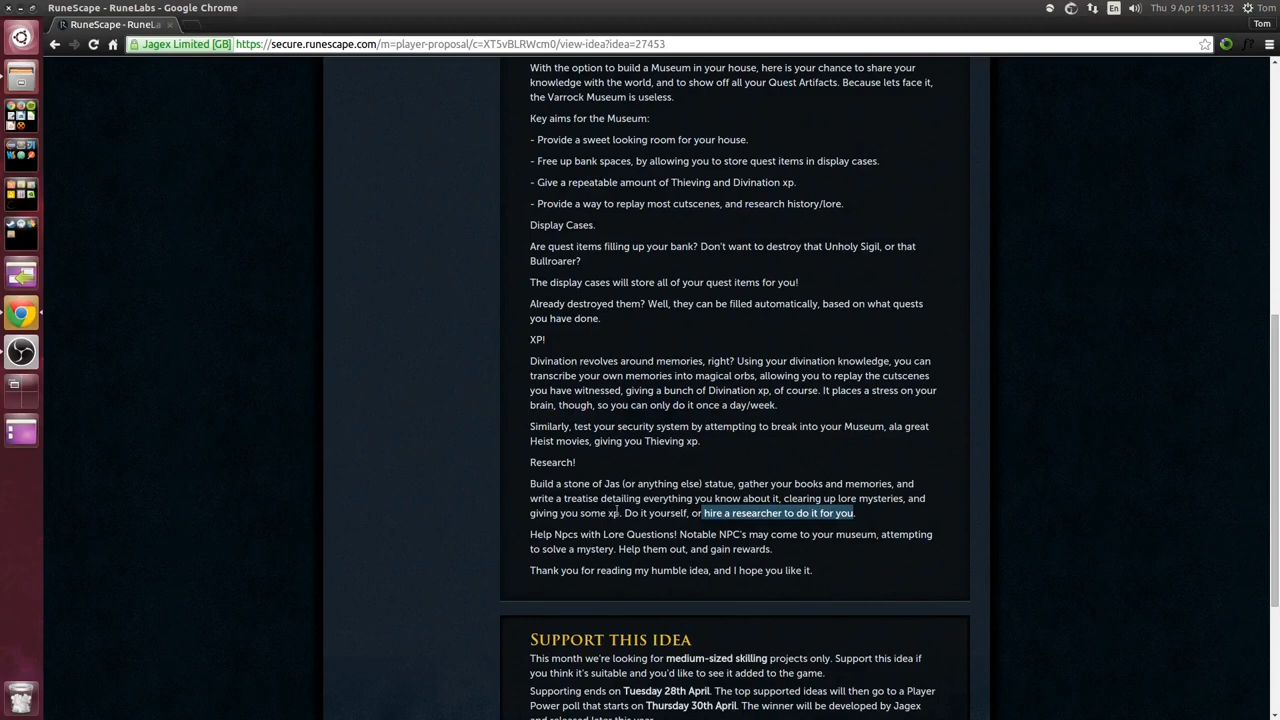 RuneScape - RuneLabs - Google Chrome
En
Thu 9 Apr 19:11:32
RuneScape - RuneLa
Tom
Jagex Limited [GB]
https://secure.runescape.com/m=player-proposal/c=XT5vBLRWcm0/view-idea?idea=27453
With the option to build a Museum in your house, here is your chance to share your
knowledge with the world, and to show off all your Quest Artifacts. Because lets face it,
the Varrock Museum is useless.
Key aims for the Museum:
- Provide a sweet looking room for your house.
- Free up bank spaces, by allowing you to store quest items in display cases.
- Give a repeatable amount of Thieving and Divination xp.
- Provide a way to replay most cutscenes, and research history/lore.
Display Cases.
Are quest items filling up your bank? Don't want to destroy that Unholy Sigil, or that
Bullroarer?
The display cases will store all of your quest items for you!
Already destroyed them? Well, they can be filled automatically, based on what quests
you have done.
XP!
Divination revolves around memories, right? Using your divination knowledge, you can
transcribe your own memories into magical orbs, allowing you to replay the cutscenes
you have witnessed, giving a bunch of Divination xp, of course. It places a stress on your
brain, though, so you can only do it once a day/week.
Similarly, test your security system by attempting to break into your Museum, ala great
Heist movies, giving you Thieving xp.
Research!
Build a stone of Jas (or anything else) statue, gather your books and memories, and
write a treatise detailing everything you know about it, clearing up lore mysteries, and
giving you some xp. Do it yourself, or hire a researcher to do it for you.
Help Npcs with Lore Questions! Notable NPC's may come to your museum, attempting
to solve a mystery. Help them out, and gain rewards.
Thank you for reading my humble idea, and I hope you like it.
SUPPORT THIS IDEA
This month we're looking for medium-sized skilling projects only. Support this idea if
you think it's suitable and you'd like to see it added to the game.
Supporting ends on Tuesday 28th April. The top supported ideas will then go to a Player
Power poll that starts on Thursday 30th April. The winner will be developed by Jagex
and released later this year.